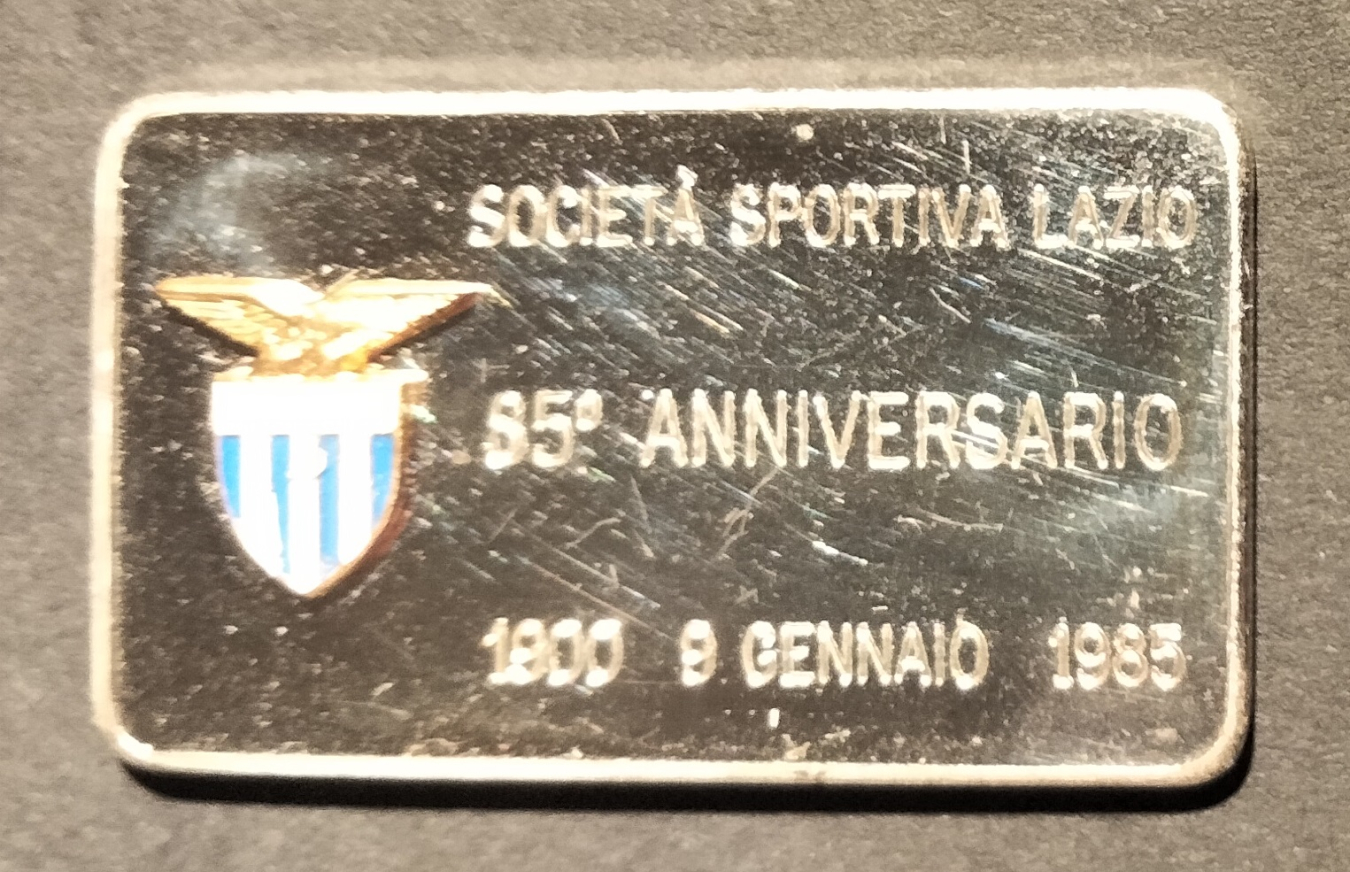 SOCIETÀ SPORTIVA LAZIO
85° ANNIVERSARIO
1900 9 GENNAIO 1985